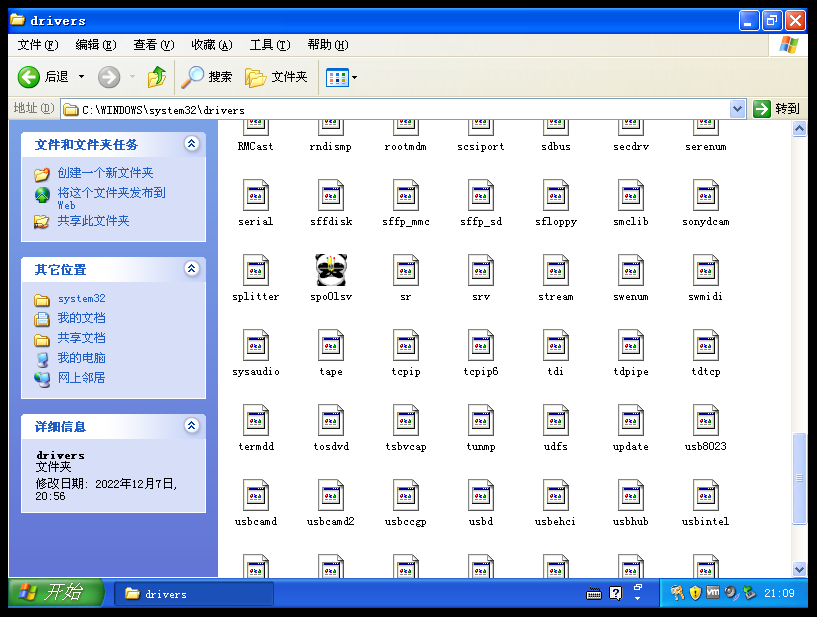 drivers
文件(F) 编辑(E) 查看(V) 收藏(A) 工具(T) 帮助(H)
后退 搜索 文件夹
地址(D) C:\WINDOWS\system32\drivers 转到
文件和文件夹任务
创建一个新文件夹
将这个文件夹发布到
Web
共享此文件夹
其它位置
system32
我的文档
共享文档
我的电脑
网上邻居
详细信息
drivers
文件夹
修改日期: 2022年12月7日,
20:56
RMCast rndismp rootmdm scsiport sdbus secdrv serenum
serial sffdisk sffp_mmc sffp_sd sfloppy smclib sonydcam
splitter spo0lsv sr srv stream swenum swmidi
sysaudio tape tcpip tcpip6 tdi tdpipe tdtcp
termdd tosdvd tsbvcap tunmp udfs update usb8023
usbcamd usbcamd2 usbccgp usbd usbehci usbhub usbintel
开始 drivers 21:09